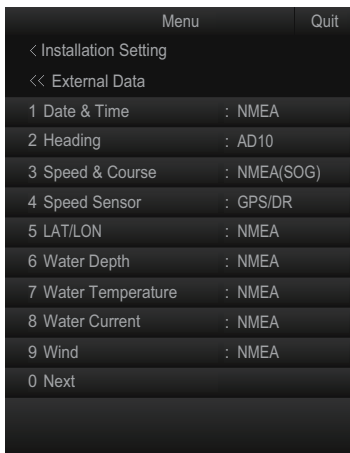 Menu Quit
< Installation Setting
<< External Data
1 Date & Time : NMEA
2 Heading : AD10
3 Speed & Course : NMEA(SOG)
4 Speed Sensor : GPS/DR
5 LAT/LON : NMEA
6 Water Depth : NMEA
7 Water Temperature : NMEA
8 Water Current : NMEA
9 Wind : NMEA
0 Next